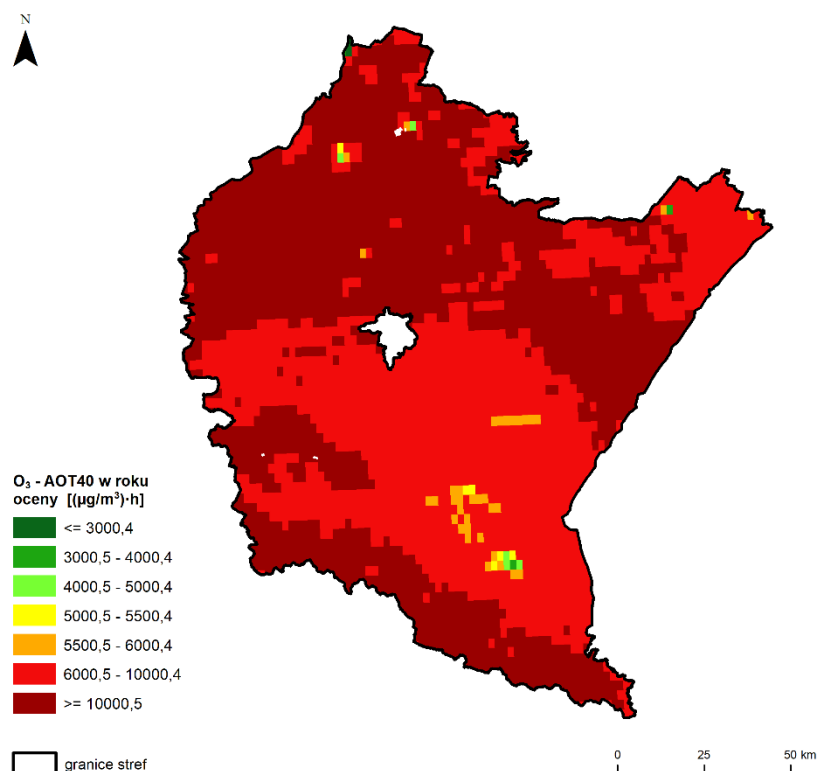 N
O₃ - AOT40 w roku
oceny [(µg/m³)·h]
<= 3000,4
3000,5 - 4000,4
4000,5 - 5000,4
5000,5 - 5500,4
5500,5 - 6000,4
6000,5 - 10000,4
>= 10000,5
granice stref
0 25 50 km